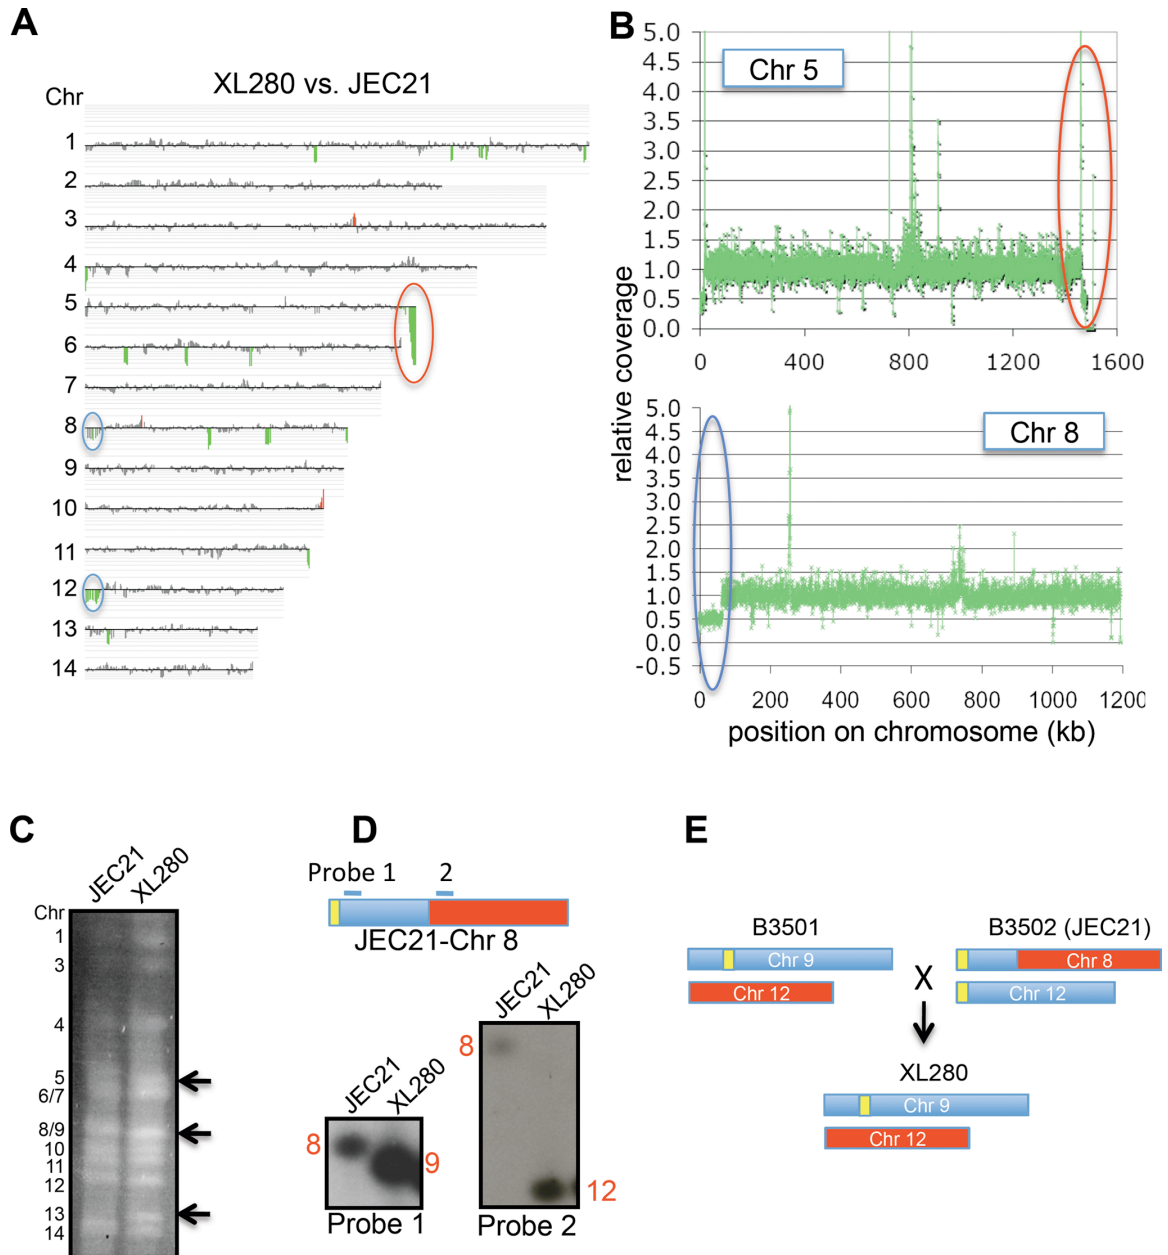 A
XL280 vs. JEC21
Chr
1
2
3
4
5
6
7
8
9
10
11
12
13
14
B
relative coverage
Chr 5
5.0
4.5
4.0
3.5
3.0
2.5
2.0
1.5
1.0
0.5
0.0
0 400 800 1200 1600
Chr 8
5.0
4.5
4.0
3.5
3.0
2.5
2.0
1.5
1.0
0.5
0.0
-0.5
0 200 400 600 800 1000 1200
position on chromosome (kb)
C
JEC21 XL280
Chr
1
3
4
5
6/7
8/9
10
11
12
13
14
D
Probe 1 2
JEC21-Chr 8
JEC21 XL280
8 9
Probe 1
JEC21 XL280
8
12
Probe 2
E
B3501
Chr 9
Chr 12
X
B3502 (JEC21)
Chr 8
Chr 12
XL280
Chr 9
Chr 12